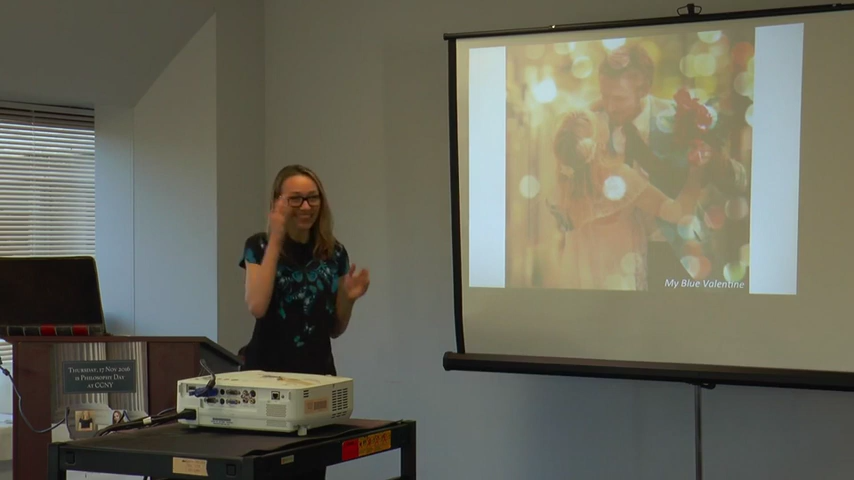 My Blue Valentine
THURSDAY, 17 NOV 2016
IS PHILOSOPHY DAY
AT CCNY